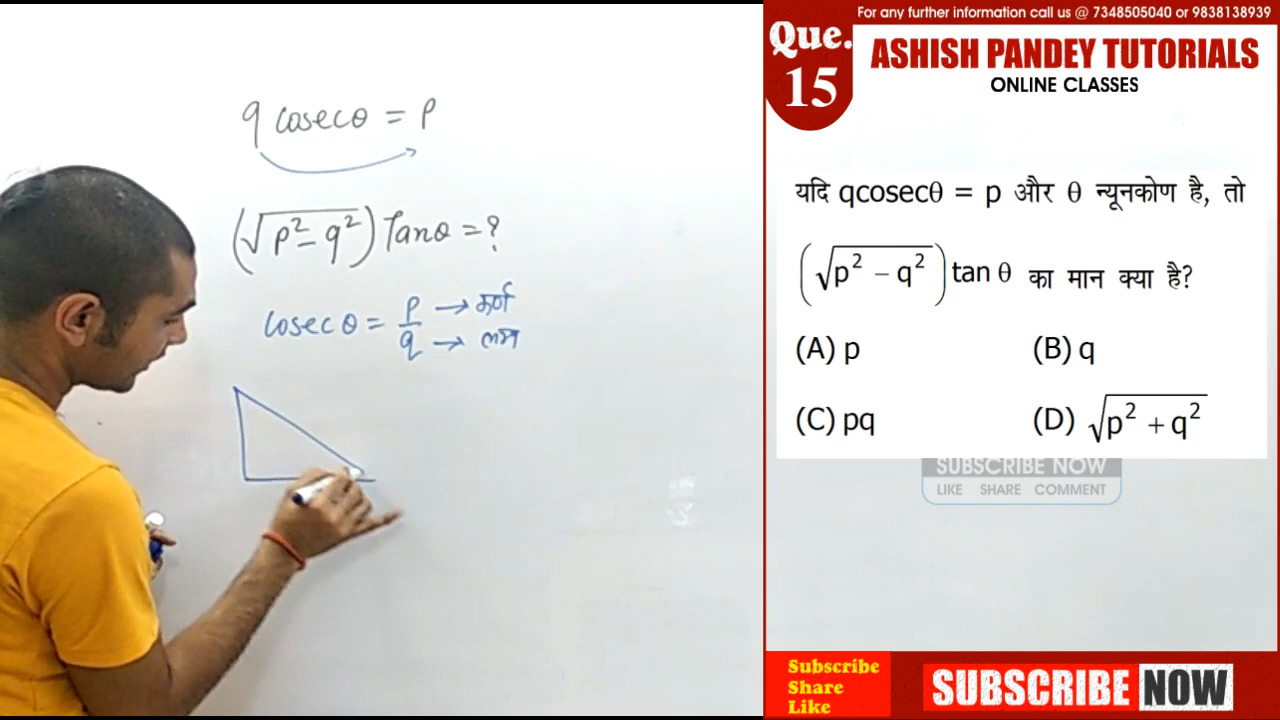 q cosecθ = p
(√p² - q²) Tanθ = ?
cosec θ = p/q → कर्ण
→ लम्ब
For any further information call us @ 7348505040 or 9838138939
Que.
15
ASHISH PANDEY TUTORIALS
ONLINE CLASSES
यदि qcosecθ = p और θ न्यूनकोण है, तो
(√p² − q²) tan θ का मान क्या है?
(A) p
(B) q
(C) pq
(D) √p² + q²
SUBSCRIBE NOW
LIKE SHARE COMMENT
Subscribe
Share
Like
SUBSCRIBE NOW